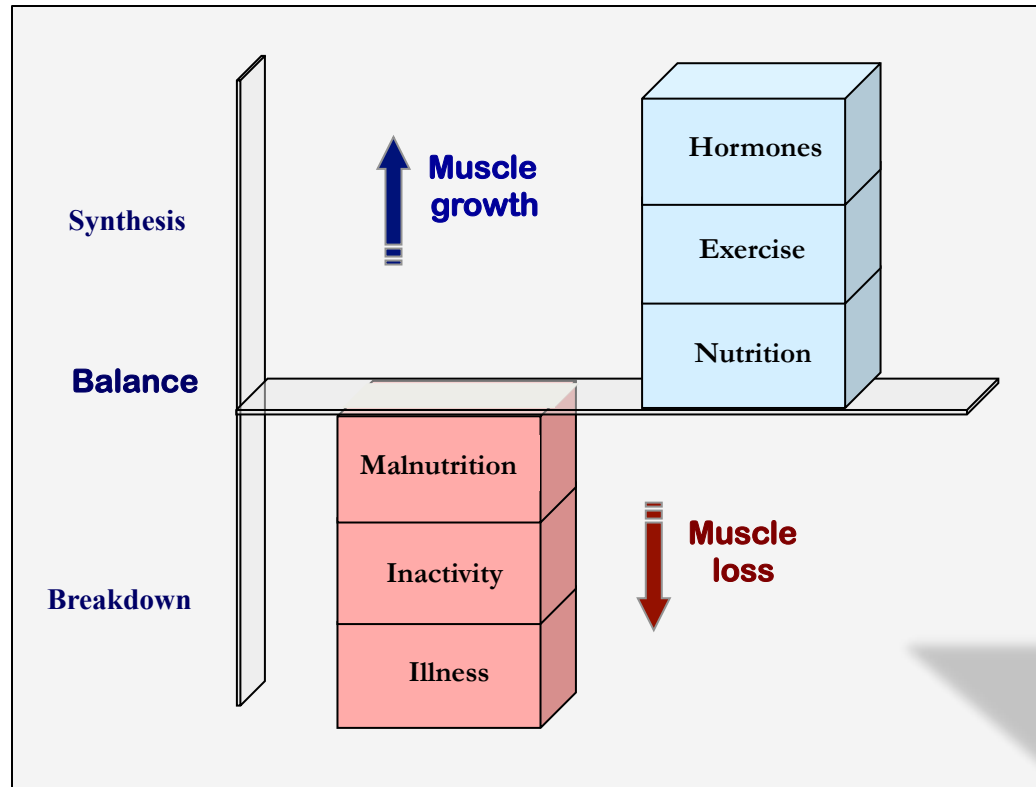 Hormones
Muscle
growth
Synthesis
Exercise
Nutrition
Balance
Malnutrition
Muscle
loss
Inactivity
Breakdown
Illness